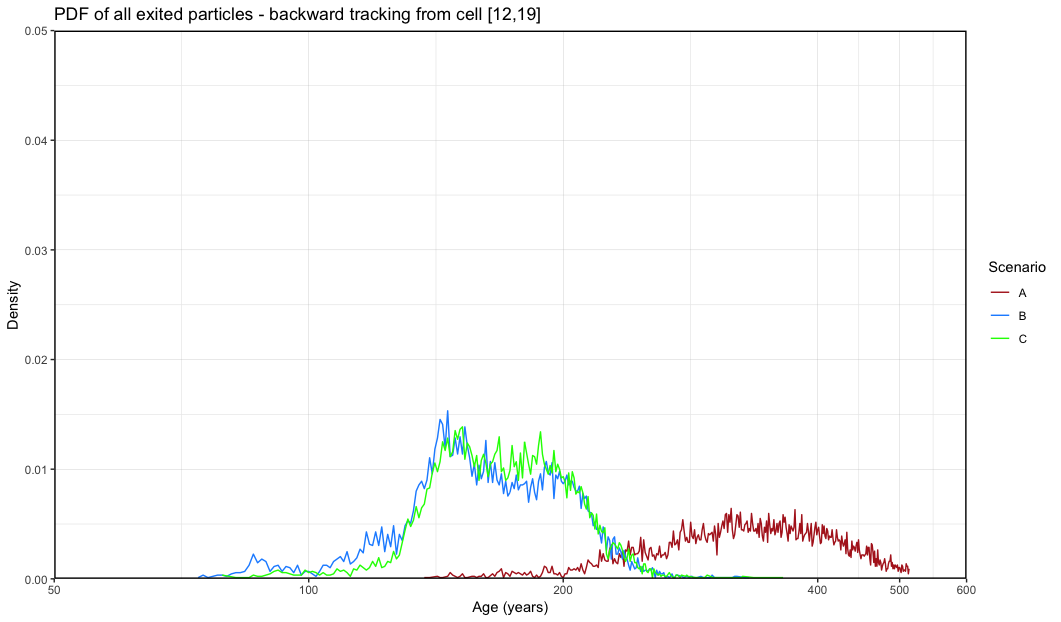 PDF of all exited particles - backward tracking from cell [12,19]
0.05
0.04
0.03
0.02
0.01
0.00
Density
50
100
200
400
500
600
Age (years)
Scenario
A
B
C